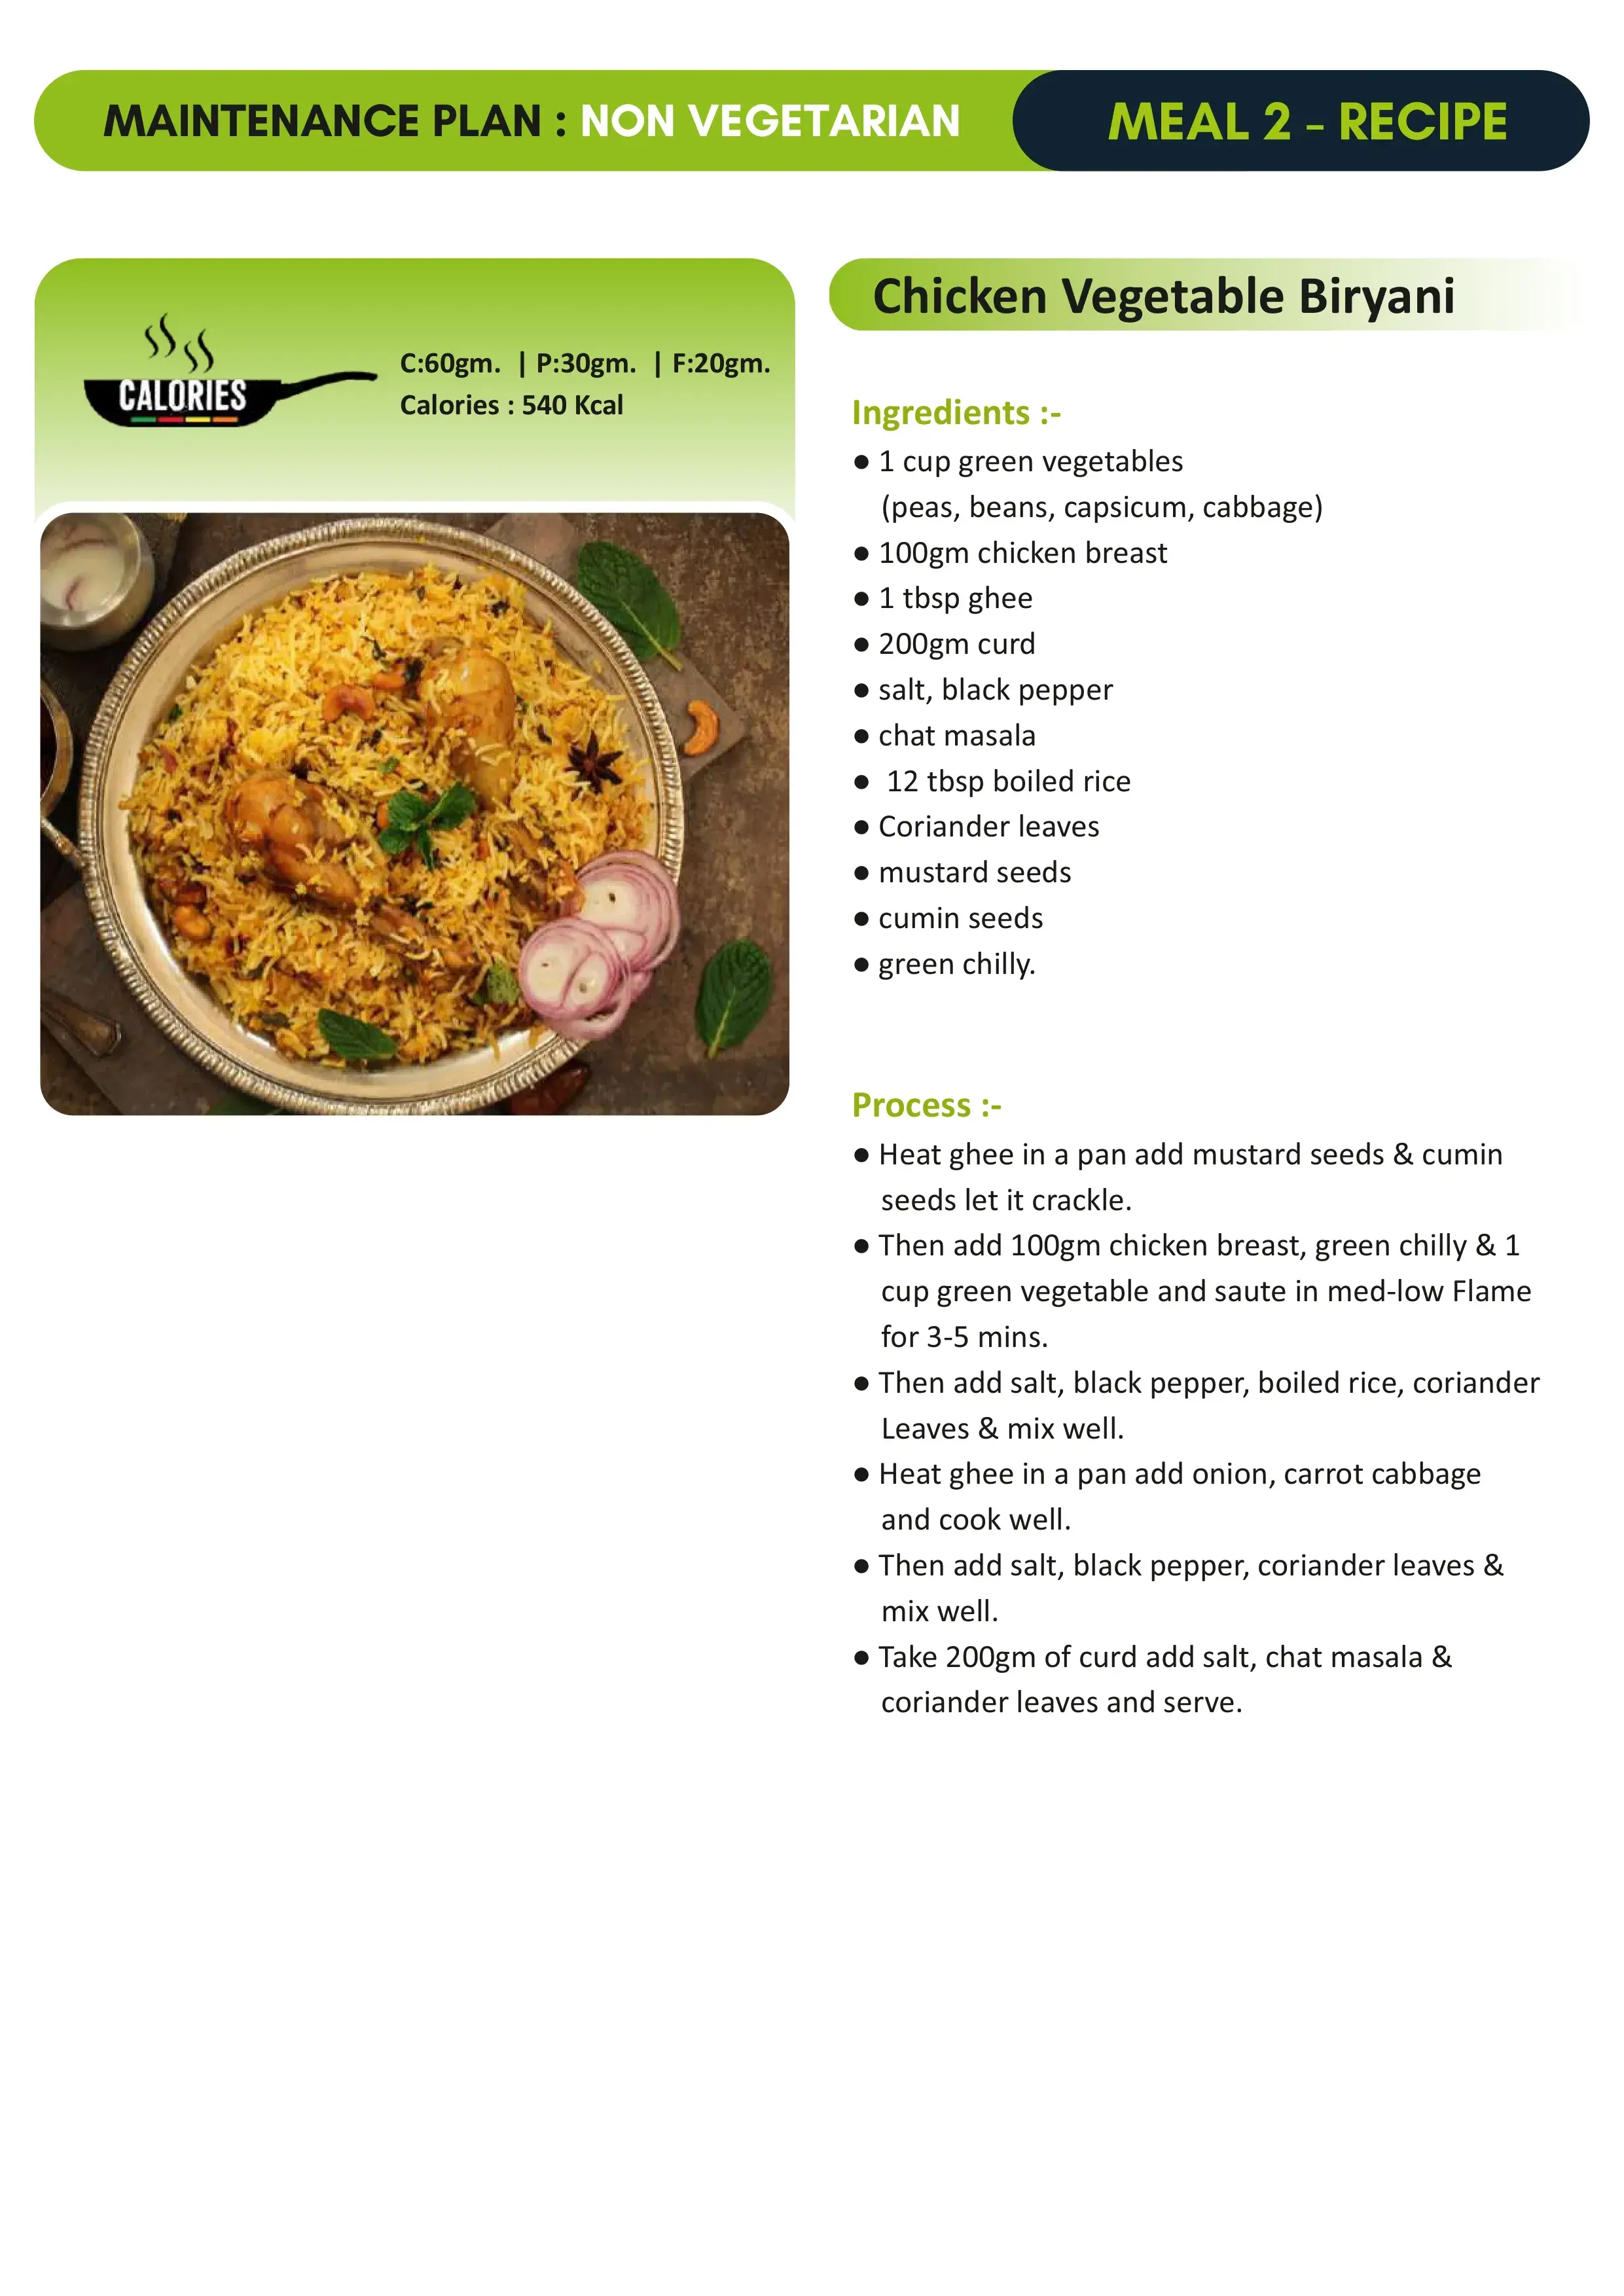 MAINTENANCE PLAN : NON VEGETARIAN
MEAL 2 - RECIPE
CALORIES
C:60gm. | P:30gm. | F:20gm.
Calories : 540 Kcal
Chicken Vegetable Biryani
Ingredients :-
● 1 cup green vegetables
(peas, beans, capsicum, cabbage)
● 100gm chicken breast
● 1 tbsp ghee
● 200gm curd
● salt, black pepper
● chat masala
● 12 tbsp boiled rice
● Coriander leaves
● mustard seeds
● cumin seeds
● green chilly.
Process :-
● Heat ghee in a pan add mustard seeds & cumin
seeds let it crackle.
● Then add 100gm chicken breast, green chilly & 1
cup green vegetable and saute in med-low Flame
for 3-5 mins.
● Then add salt, black pepper, boiled rice, coriander
Leaves & mix well.
● Heat ghee in a pan add onion, carrot cabbage
and cook well.
● Then add salt, black pepper, coriander leaves &
mix well.
● Take 200gm of curd add salt, chat masala &
coriander leaves and serve.